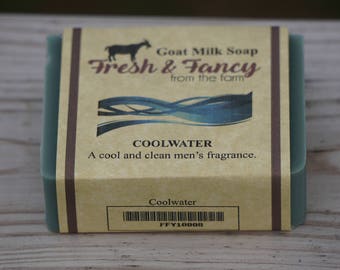 Goat Milk Soap
Fresh & Fancy
from the farm
COOLWATER
A cool and clean men's fragrance.
Coolwater
FFY10008